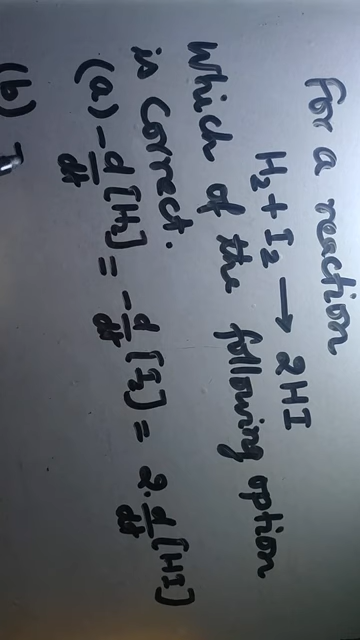 For a reaction
H₂ + I₂ → 2HI
Which of the following option
is correct.
(a) -d/dt [H₂] = -d/dt [I₂] = 2·d/dt [HI]
(b)